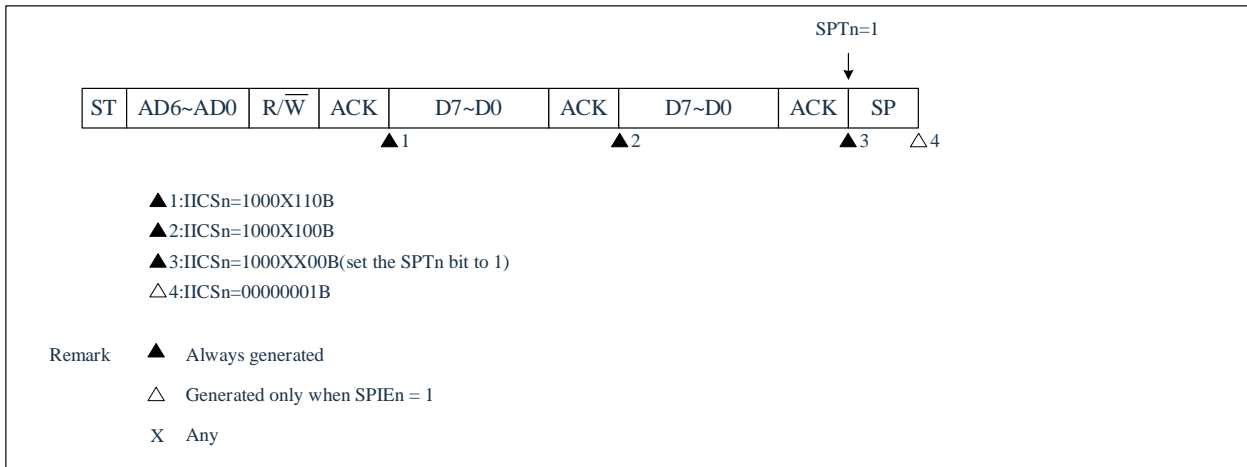 SPTn=1
ST AD6~AD0 R/W̅ ACK D7~D0 ACK D7~D0 ACK SP
▲1 ▲2 ▲3 △4
▲1:IICSn=1000X110B
▲2:IICSn=1000X100B
▲3:IICSn=1000XX00B(set the SPTn bit to 1)
△4:IICSn=00000001B
Remark ▲ Always generated
△ Generated only when SPIEn = 1
X Any